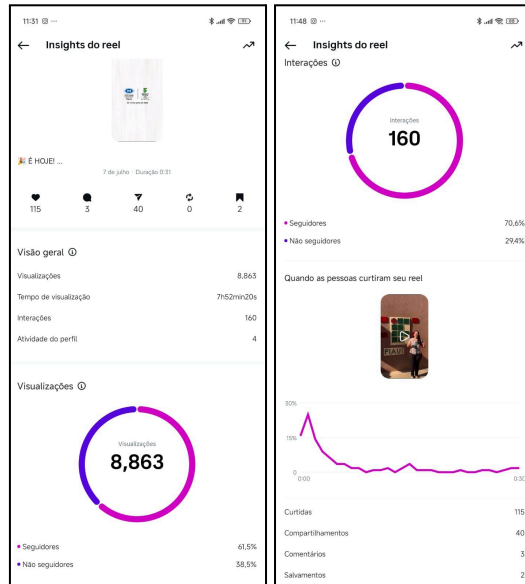 11:31
Insights do reel
🎉 É HOJE! ...
7 de julho · Duração 0:31
115 3 40 0 2
Visão geral
Visualizações 8,863
Tempo de visualização 7h52min20s
Interações 160
Atividade do perfil 4
Visualizações
Visualizações
8,863
Seguidores 61,5%
Não seguidores 38,5%
11:48
Insights do reel
Interações
Interações
160
Seguidores 70,6%
Não seguidores 29,4%
Quando as pessoas curtiram seu reel
PIAUÍ
30%
15%
0
0:00 0:30
Curtidas 115
Compartilhamentos 40
Comentários 3
Salvamentos 2